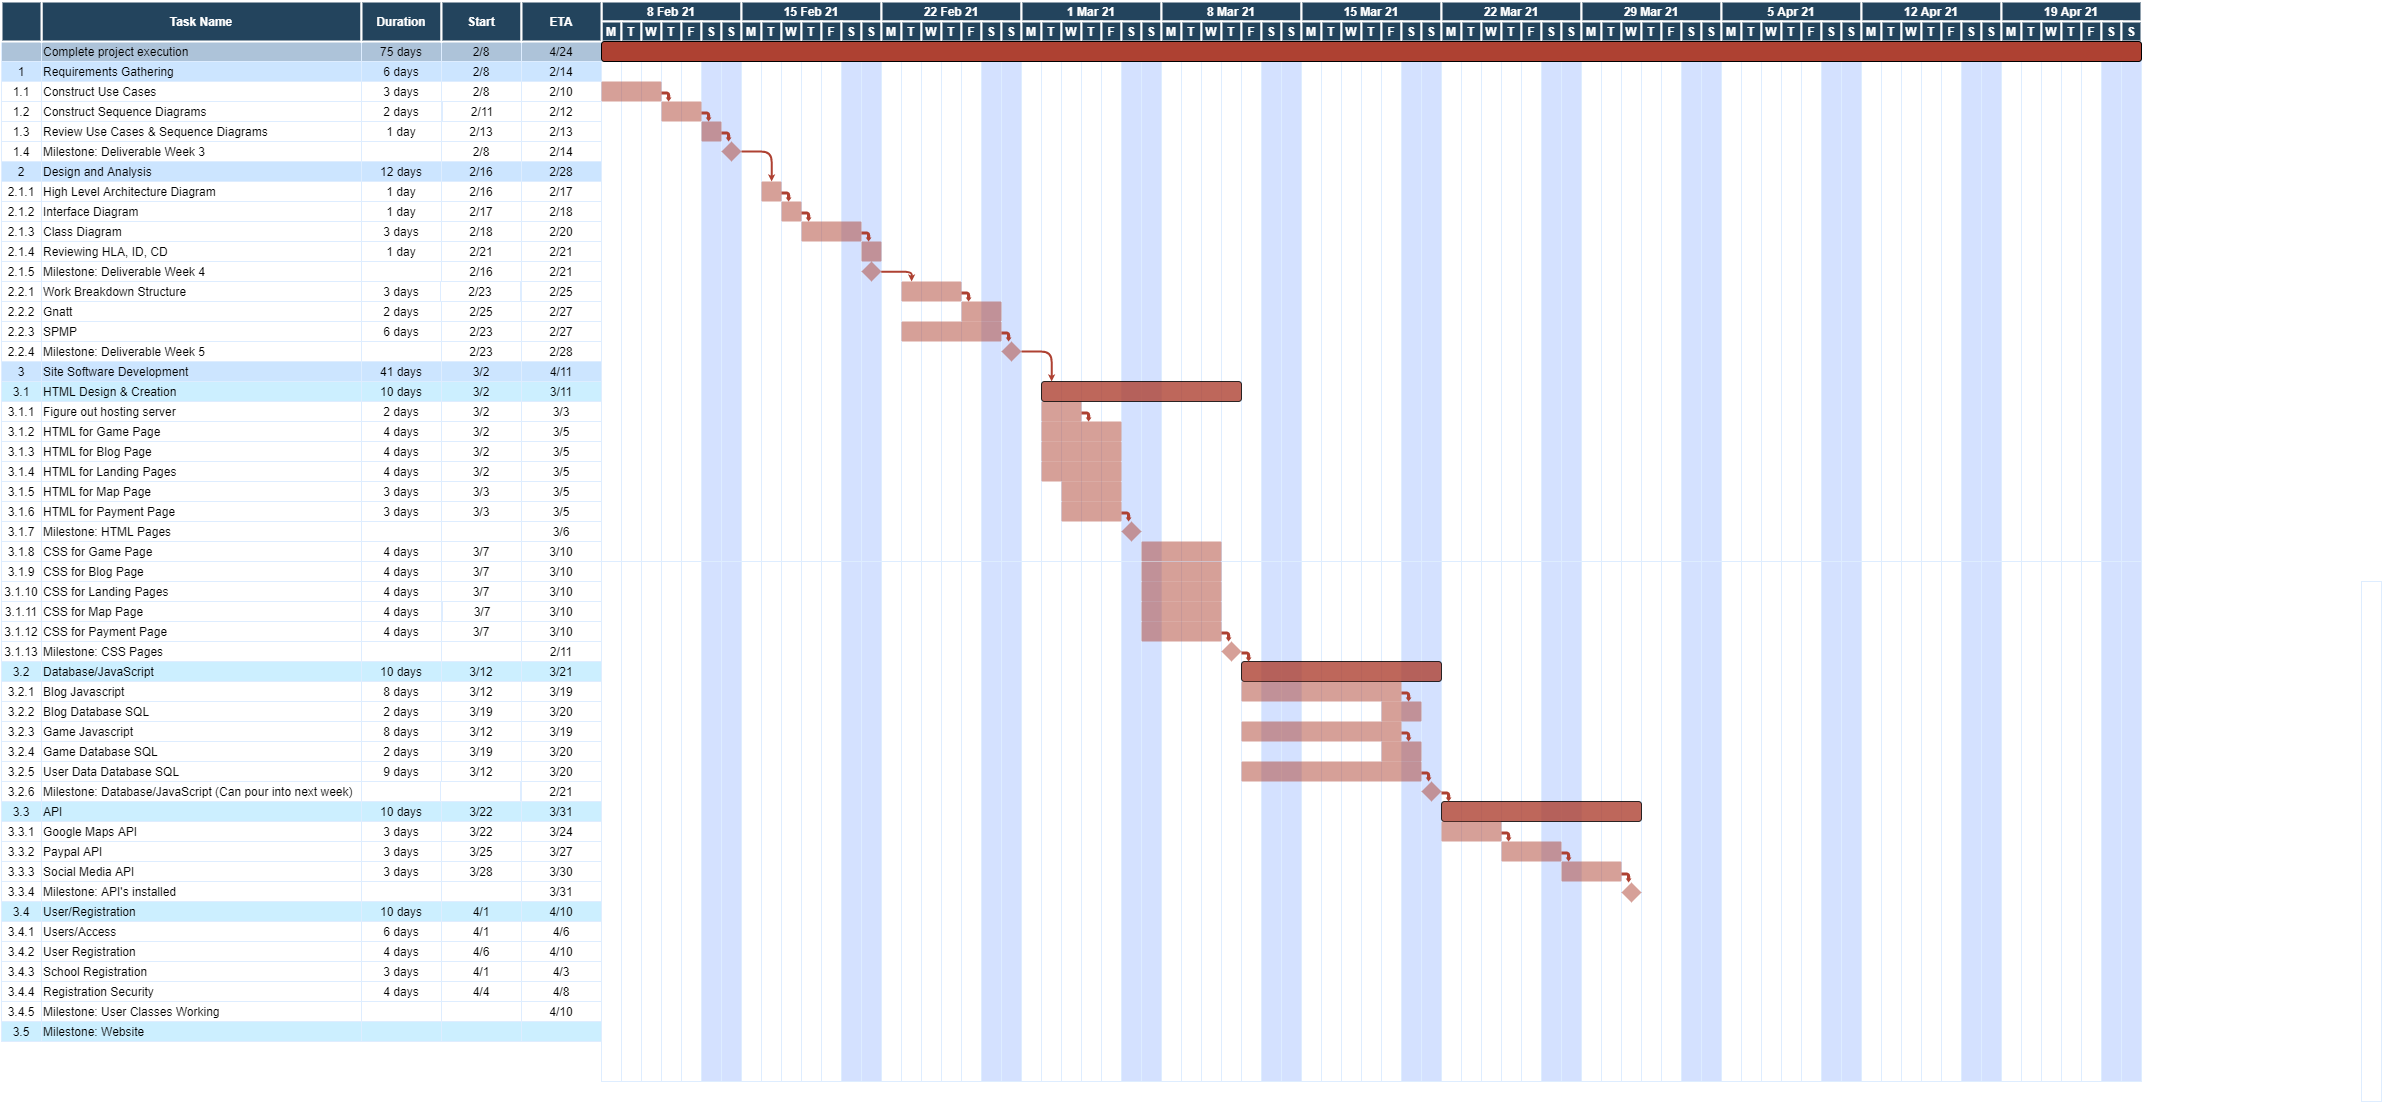 Task Name Duration Start ETA 8 Feb 21 15 Feb 21 22 Feb 21 1 Mar 21 8 Mar 21 15 Mar 21 22 Mar 21 29 Mar 21 5 Apr 21 12 Apr 21 19 Apr 21
M T W T F S S M T W T F S S M T W T F S S M T W T F S S M T W T F S S M T W T F S S M T W T F S S M T W T F S S M T W T F S S M T W T F S S M T W T F S S
Complete project execution 75 days 2/8 4/24
1 Requirements Gathering 6 days 2/8 2/14
1.1 Construct Use Cases 3 days 2/8 2/10
1.2 Construct Sequence Diagrams 2 days 2/11 2/12
1.3 Review Use Cases & Sequence Diagrams 1 day 2/13 2/13
1.4 Milestone: Deliverable Week 3 2/8 2/14
2 Design and Analysis 12 days 2/16 2/28
2.1.1 High Level Architecture Diagram 1 day 2/16 2/17
2.1.2 Interface Diagram 1 day 2/17 2/18
2.1.3 Class Diagram 3 days 2/18 2/20
2.1.4 Reviewing HLA, ID, CD 1 day 2/21 2/21
2.1.5 Milestone: Deliverable Week 4 2/16 2/21
2.2.1 Work Breakdown Structure 3 days 2/23 2/25
2.2.2 Gnatt 2 days 2/25 2/27
2.2.3 SPMP 6 days 2/23 2/27
2.2.4 Milestone: Deliverable Week 5 2/23 2/28
3 Site Software Development 41 days 3/2 4/11
3.1 HTML Design & Creation 10 days 3/2 3/11
3.1.1 Figure out hosting server 2 days 3/2 3/3
3.1.2 HTML for Game Page 4 days 3/2 3/5
3.1.3 HTML for Blog Page 4 days 3/2 3/5
3.1.4 HTML for Landing Pages 4 days 3/2 3/5
3.1.5 HTML for Map Page 3 days 3/3 3/5
3.1.6 HTML for Payment Page 3 days 3/3 3/5
3.1.7 Milestone: HTML Pages 3/6
3.1.8 CSS for Game Page 4 days 3/7 3/10
3.1.9 CSS for Blog Page 4 days 3/7 3/10
3.1.10 CSS for Landing Pages 4 days 3/7 3/10
3.1.11 CSS for Map Page 4 days 3/7 3/10
3.1.12 CSS for Payment Page 4 days 3/7 3/10
3.1.13 Milestone: CSS Pages 2/11
3.2 Database/JavaScript 10 days 3/12 3/21
3.2.1 Blog Javascript 8 days 3/12 3/19
3.2.2 Blog Database SQL 2 days 3/19 3/20
3.2.3 Game Javascript 8 days 3/12 3/19
3.2.4 Game Database SQL 2 days 3/19 3/20
3.2.5 User Data Database SQL 9 days 3/12 3/20
3.2.6 Milestone: Database/JavaScript (Can pour into next week) 2/21
3.3 API 10 days 3/22 3/31
3.3.1 Google Maps API 3 days 3/22 3/24
3.3.2 Paypal API 3 days 3/25 3/27
3.3.3 Social Media API 3 days 3/28 3/30
3.3.4 Milestone: API's installed 3/31
3.4 User/Registration 10 days 4/1 4/10
3.4.1 Users/Access 6 days 4/1 4/6
3.4.2 User Registration 4 days 4/6 4/10
3.4.3 School Registration 3 days 4/1 4/3
3.4.4 Registration Security 4 days 4/4 4/8
3.4.5 Milestone: User Classes Working 4/10
3.5 Milestone: Website